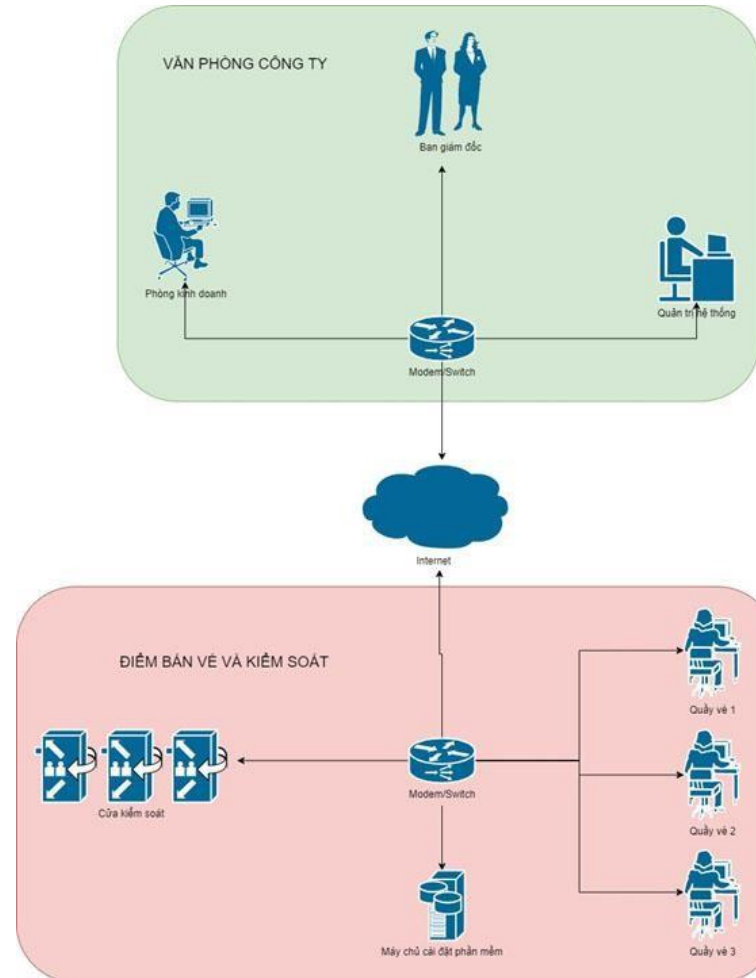 VĂN PHÒNG CÔNG TY
Ban giám đốc
Phòng kinh doanh
Quản trị hệ thống
Modem/Switch
Internet
ĐIỂM BÁN VÉ VÀ KIỂM SOÁT
Quầy vé 1
Modem/Switch
Cửa kiểm soát
Quầy vé 2
Máy chủ cài đặt phần mềm
Quầy vé 3